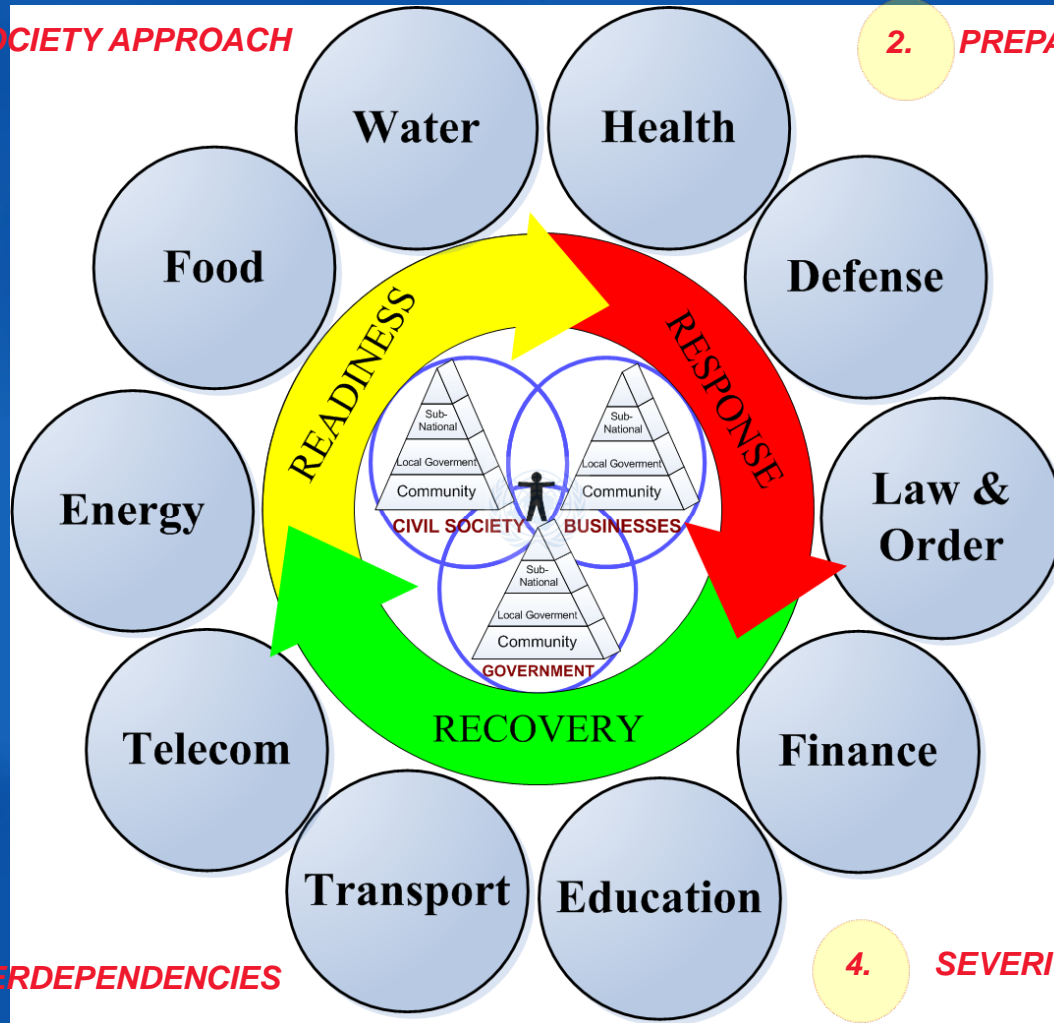 OCIETY APPROACH
2. PREPA
Water
Health
Food
Defense
READINESS
RESPONSE
Energy
Law &
Order
Sub-
National
Local Goverment
Community
CIVIL SOCIETY
Sub-
National
Local Goverment
Community
BUSINESSES
Sub-
National
Local Goverment
Community
GOVERNMENT
RECOVERY
Telecom
Finance
Transport
Education
ERDEPENDENCIES
4. SEVERI